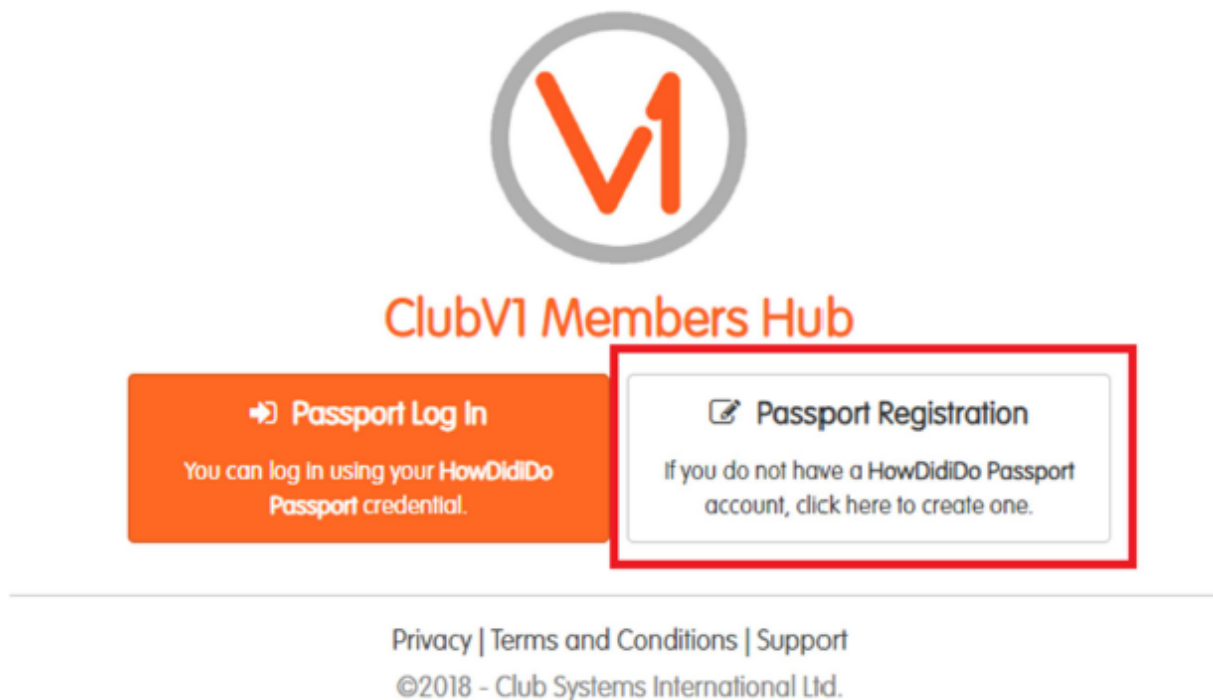 V1
ClubV1 Members Hub
Passport Log In
You can log in using your HowDidiDo
Passport credential.
Passport Registration
If you do not have a HowDidiDo Passport
account, click here to create one.
Privacy | Terms and Conditions | Support
©2018 - Club Systems International Ltd.